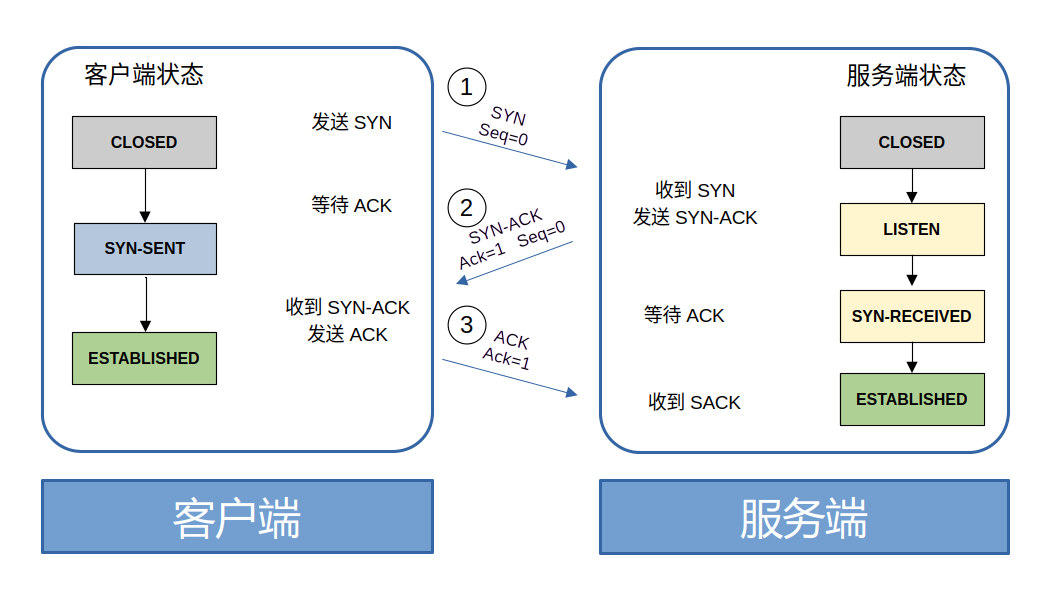 客户端状态
CLOSED
SYN-SENT
ESTABLISHED
发送 SYN
等待 ACK
收到 SYN-ACK
发送 ACK
1
SYN
Seq=0
2
SYN-ACK
Ack=1 Seq=0
3
ACK
Ack=1
服务端状态
收到 SYN
发送 SYN-ACK
等待 ACK
收到 SACK
CLOSED
LISTEN
SYN-RECEIVED
ESTABLISHED
客户端
服务端